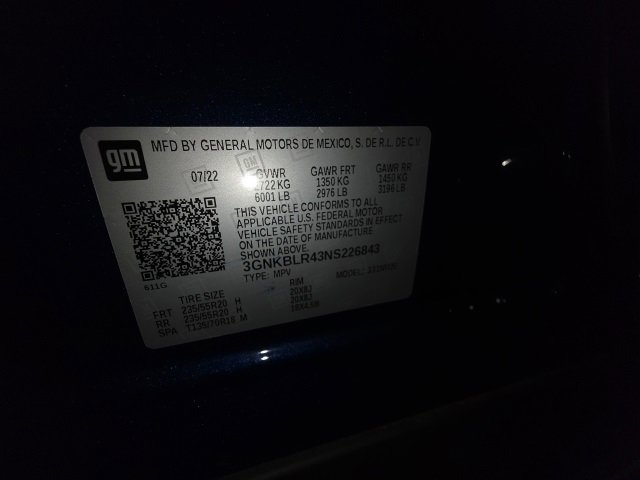 gm
MFD BY GENERAL MOTORS DE MEXICO, S. DE R.L. DE C.V
07/22
GVWR GAWR FRT GAWR RR
2722 KG 1350 KG 1450 KG
6001 LB 2976 LB 3196 LB
THIS VEHICLE CONFORMS TO ALL
APPLICABLE U.S. FEDERAL MOTOR
VEHICLE SAFETY STANDARDS IN EFFECT
ON THE DATE OF MANUFACTURE
SHOWN ABOVE.
3GNKBLR43NS226843
TYPE: MPV MODEL:
611G
TIRE SIZE RIM
FRT 235/55R20 H 20X8J
RR 235/55R20 H 20X8J
SPA T135/70R18 M 18X4.5B